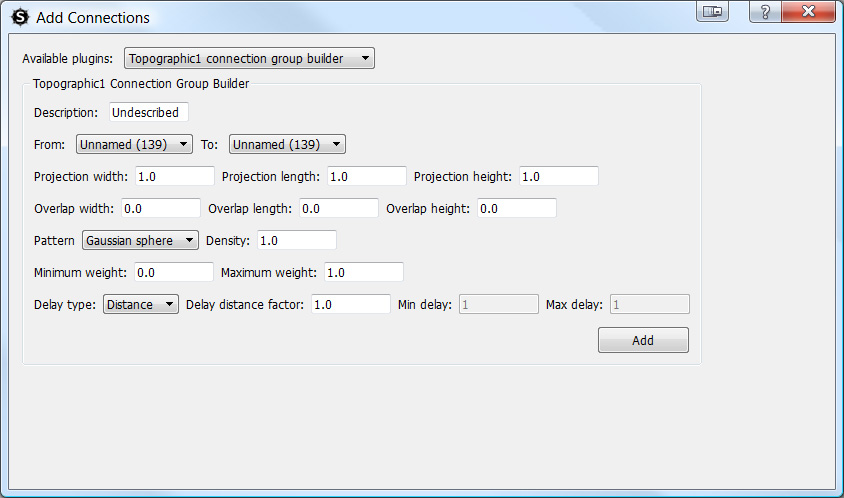 Add Connections
Available plugins: Topographic1 connection group builder
Topographic1 Connection Group Builder
Description: Undescribed
From: Unnamed (139) To: Unnamed (139)
Projection width: 1.0 Projection length: 1.0 Projection height: 1.0
Overlap width: 0.0 Overlap length: 0.0 Overlap height: 0.0
Pattern Gaussian sphere Density: 1.0
Minimum weight: 0.0 Maximum weight: 1.0
Delay type: Distance Delay distance factor: 1.0 Min delay: 1 Max delay: 1
Add